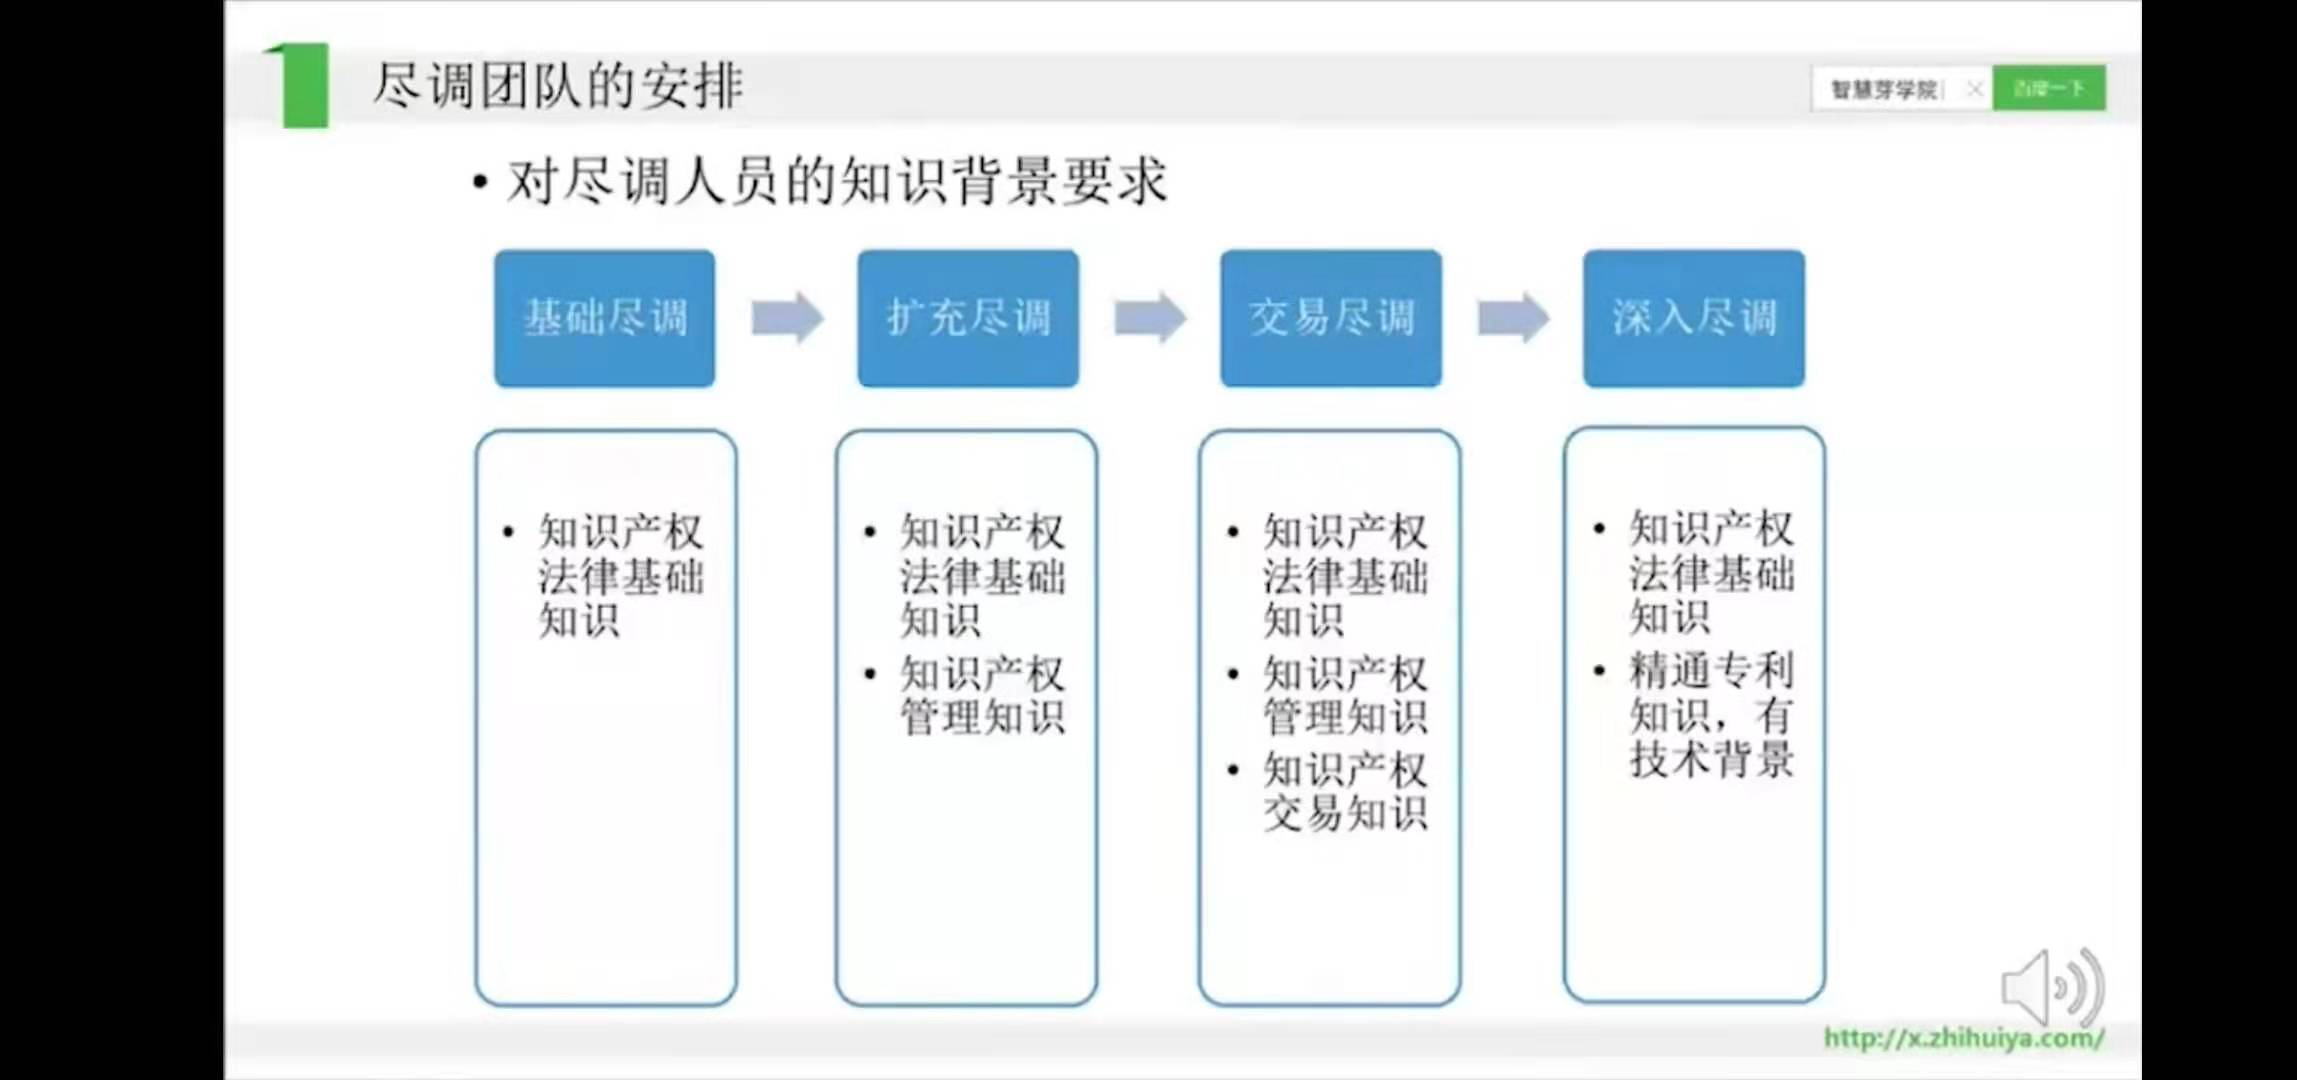 尽调团队的安排
智慧芽学院
百度一下
• 对尽调人员的知识背景要求
基础尽调
扩充尽调
交易尽调
深入尽调
• 知识产权
法律基础
知识
• 知识产权
法律基础
知识
• 知识产权
管理知识
• 知识产权
法律基础
知识
• 知识产权
管理知识
• 知识产权
交易知识
• 知识产权
法律基础
知识
• 精通专利
知识，有
技术背景
http://x.zhihuiya.com/